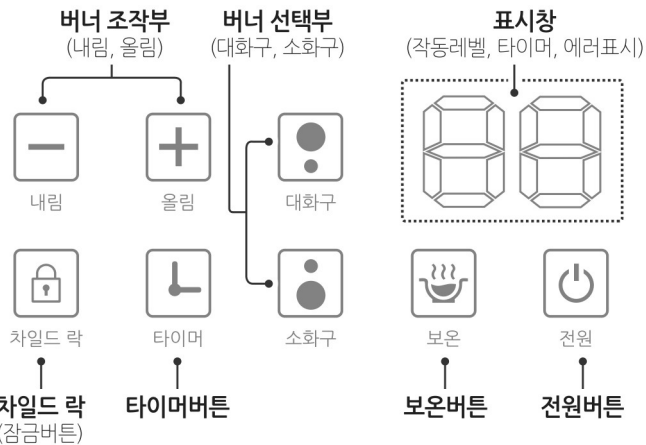 버너 조작부
(내림, 올림)
버너 선택부
(대화구, 소화구)
표시창
(작동레벨, 타이머, 에러표시)
내림
올림
대화구
차일드 락
타이머
소화구
보온
전원
차일드 락
(잠금버튼)
타이머버튼
보온버튼
전원버튼